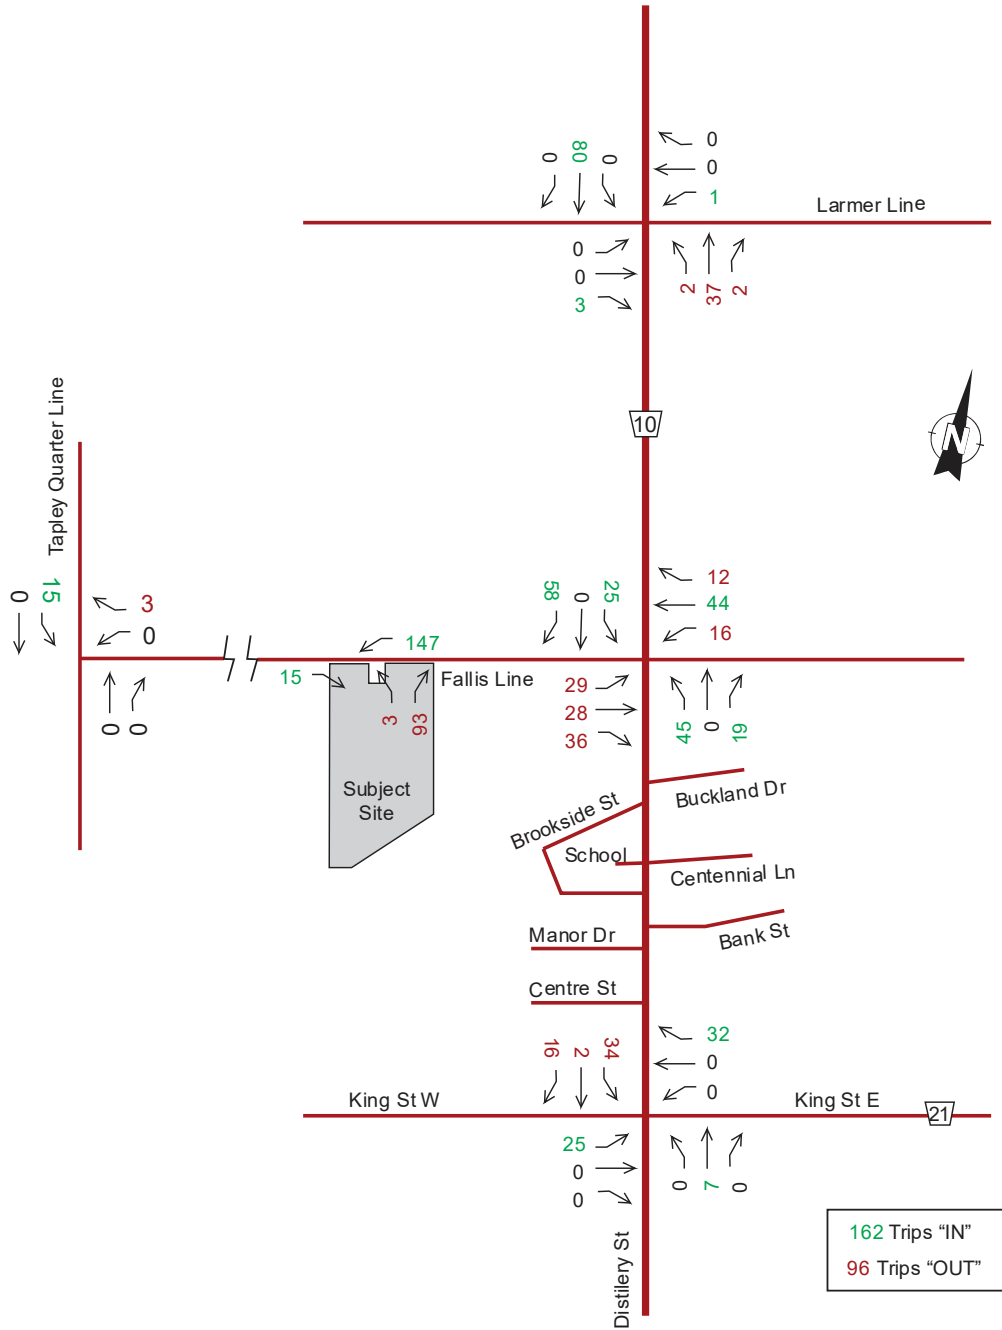 0
80
0
0
0
1
Larmer Line
0
0
3
2
37
2
10
N
Tapley Quarter Line
0
15
3
0
0
0
147
15
3
93
Fallis Line
Subject
Site
58
0
25
12
44
16
29
28
36
45
0
19
Buckland Dr
Brookside St
School
Centennial Ln
Bank St
Manor Dr
Centre St
16
2
34
32
0
0
King St W
King St E
21
25
0
0
0
7
0
Distilery St
162 Trips “IN”
96 Trips “OUT”